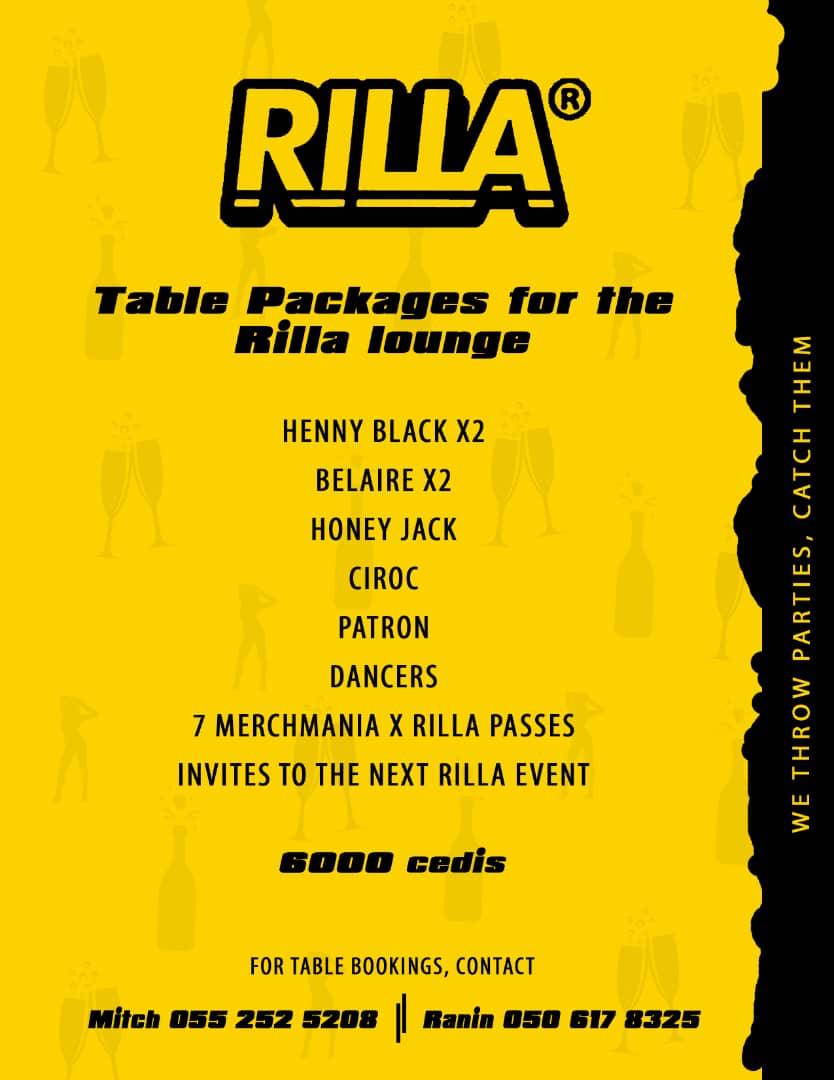 RILLA®
Table Packages for the
Rilla lounge
HENNY BLACK X2
BELAIRE X2
HONEY JACK
CIROC
PATRON
DANCERS
7 MERCHMANIA X RILLA PASSES
INVITES TO THE NEXT RILLA EVENT
6000 cedis
FOR TABLE BOOKINGS, CONTACT
Mitch 055 252 5208 || Ranin 050 617 8325
WE THROW PARTIES, CATCH THEM